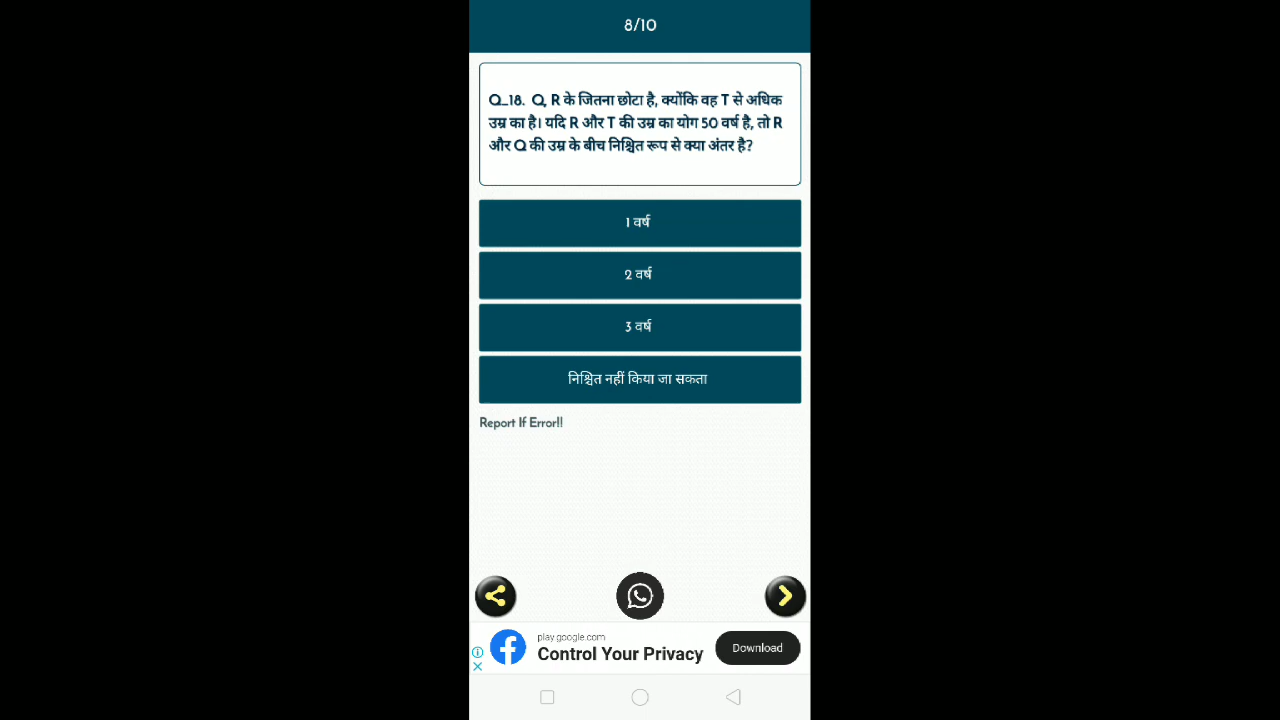 8/10
Q_18. Q, R के जितना छोटा है, क्योंकि वह T से अधिक
उम्र का है। यदि R और T की उम्र का योग 50 वर्ष है, तो R
और Q की उम्र के बीच निश्चित रूप से क्या अंतर है?
1 वर्ष
2 वर्ष
3 वर्ष
निश्चित नहीं किया जा सकता
Report If Error!!
play.google.com
Control Your Privacy
Download